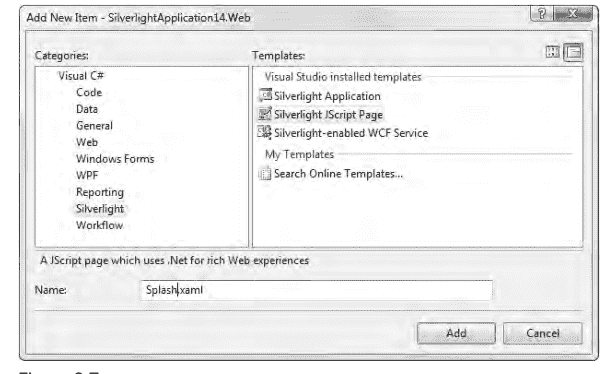 Add New Item - SilverlightApplication14.Web
Categories:
Templates:
Visual C#
Code
Data
General
Web
Windows Forms
WPF
Reporting
Silverlight
Workflow
Visual Studio installed templates
Silverlight Application
Silverlight JScript Page
Silverlight-enabled WCF Service
My Templates
Search Online Templates...
A JScript page which uses .Net for rich Web experiences
Name:
Splash.xaml
Add
Cancel